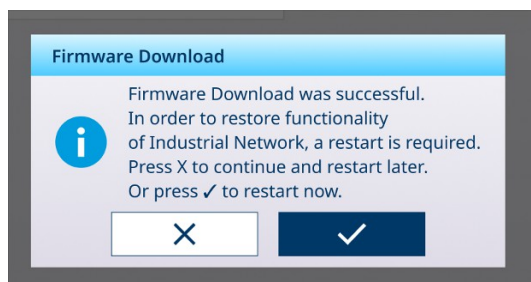 Firmware Download
Firmware Download was successful.
In order to restore functionality
of Industrial Network, a restart is required.
Press X to continue and restart later.
Or press ✓ to restart now.